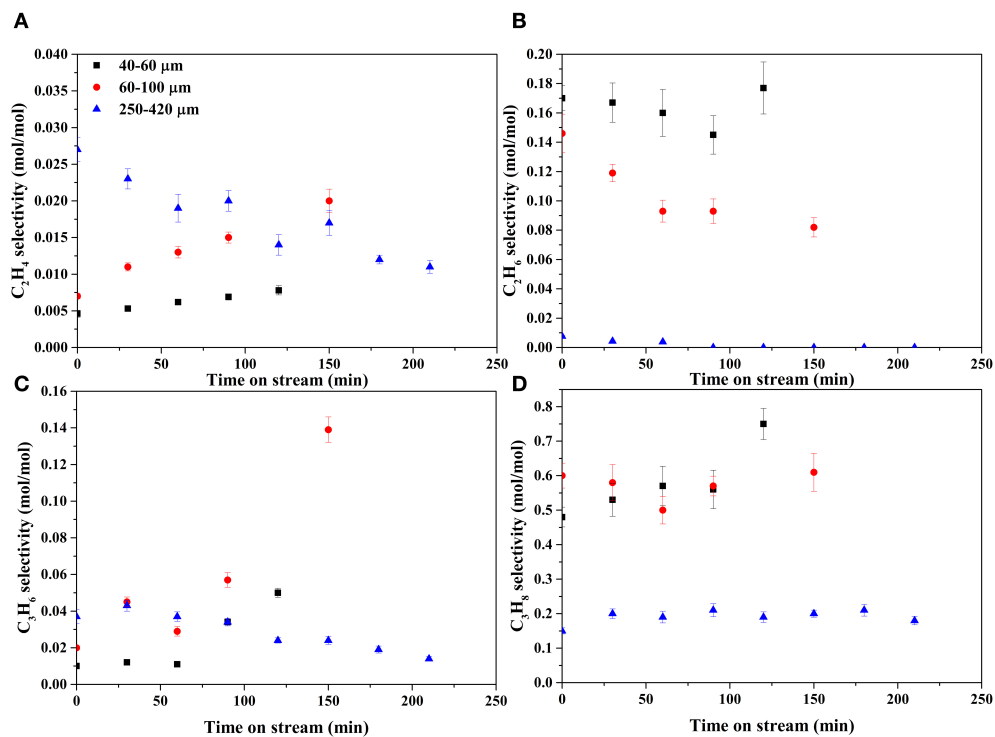 A
C₂H₄ selectivity (mol/mol)
0.040
0.035
0.030
0.025
0.020
0.015
0.010
0.005
0.000
40-60 μm
60-100 μm
250-420 μm
0 50 100 150 200 250
Time on stream (min)
B
C₂H₆ selectivity (mol/mol)
0.20
0.18
0.16
0.14
0.12
0.10
0.08
0.06
0.04
0.02
0.00
0 50 100 150 200 250
Time on stream (min)
C
C₃H₆ selectivity (mol/mol)
0.16
0.14
0.12
0.10
0.08
0.06
0.04
0.02
0.00
0 50 100 150 200 250
Time on stream (min)
D
C₃H₈ selectivity (mol/mol)
0.8
0.7
0.6
0.5
0.4
0.3
0.2
0.1
0.0
0 50 100 150 200 250
Time on stream (min)